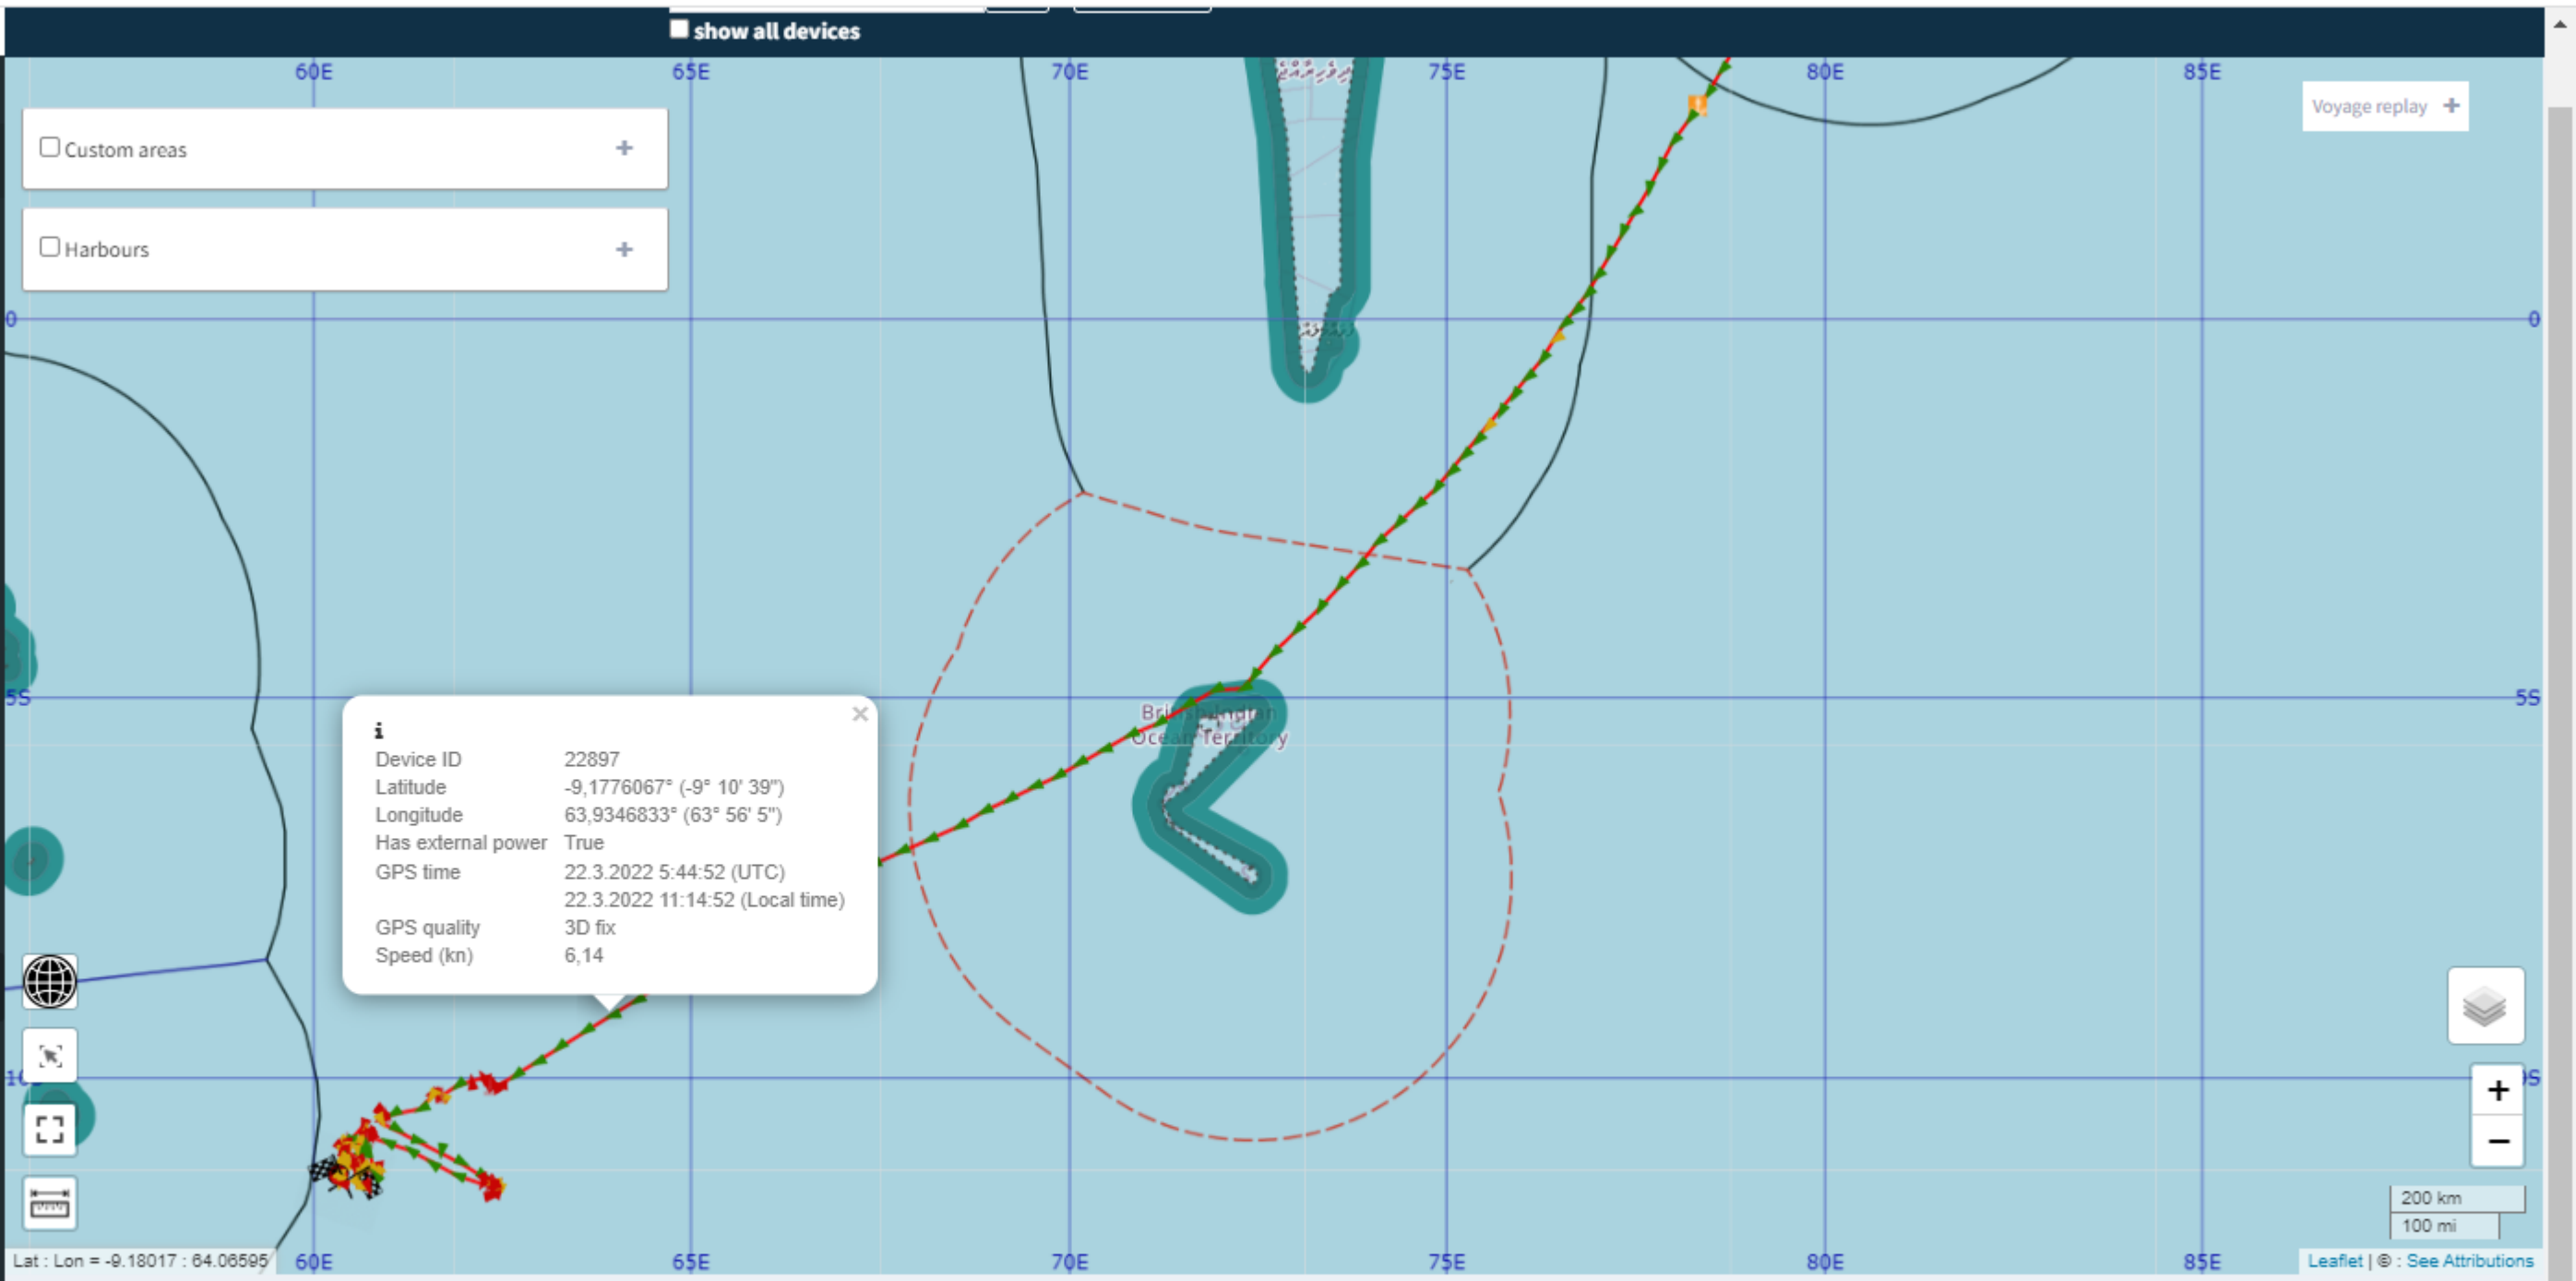 show all devices
60E 65E 70E 75E 80E 85E
ދިވެހިރާއްޖެ
Voyage replay +
Custom areas +
Harbours +
0 0
5S 5S
British Indian
Ocean Territory
×
i
Device ID 22897
Latitude -9,1776067° (-9° 10' 39")
Longitude 63,9346833° (63° 56' 5")
Has external power True
GPS time 22.3.2022 5:44:52 (UTC)
22.3.2022 11:14:52 (Local time)
GPS quality 3D fix
Speed (kn) 6,14
+
−
200 km
100 mi
Lat : Lon = -9.18017 : 64.06595 60E 65E 70E 75E 80E 85E Leaflet | © : See Attributions